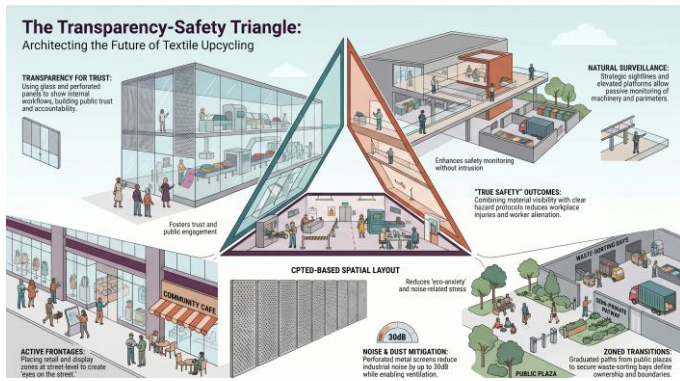 The Transparency-Safety Triangle:
Architecting the Future of Textile Upcycling
TRANSPARENCY FOR TRUST:
Using glass and perforated
panels to show internal
workflows, building public trust
and accountability.
NATURAL SURVEILLANCE:
Strategic sightlines and
elevated platforms allow
passive monitoring of
machinery and parimeters.
Enhances safety monitoring
without intrusion
"TRUE SAFETY" OUTCOMES:
Combining material visibility with clear
hazard protocols reduces workplace
injuries and worker alienation.
Fosters trust and
public engagement
COMMUNITY CAFE
CPTED-BASED SPATIAL LAYOUT
Reduces 'eco-anxiety'
and noise-related stress
30dB
WASTE-SORTING BAYS
SEMI-PRIVATE
PATWAY
PUBLIC PLAZA
ACTIVE FRONTAGES:
Placing retail and display
zones at street-level to create
'eyes on the street.'
NOISE & DUST MITIGATION:
Perforated metal screens reduce
industrial noise by up to 30dB
while enabling ventilation.
ZONED TRANSITIONS:
Graduated paths from public plazas
to secure waste-sorting bays define
ownership and boundaries.